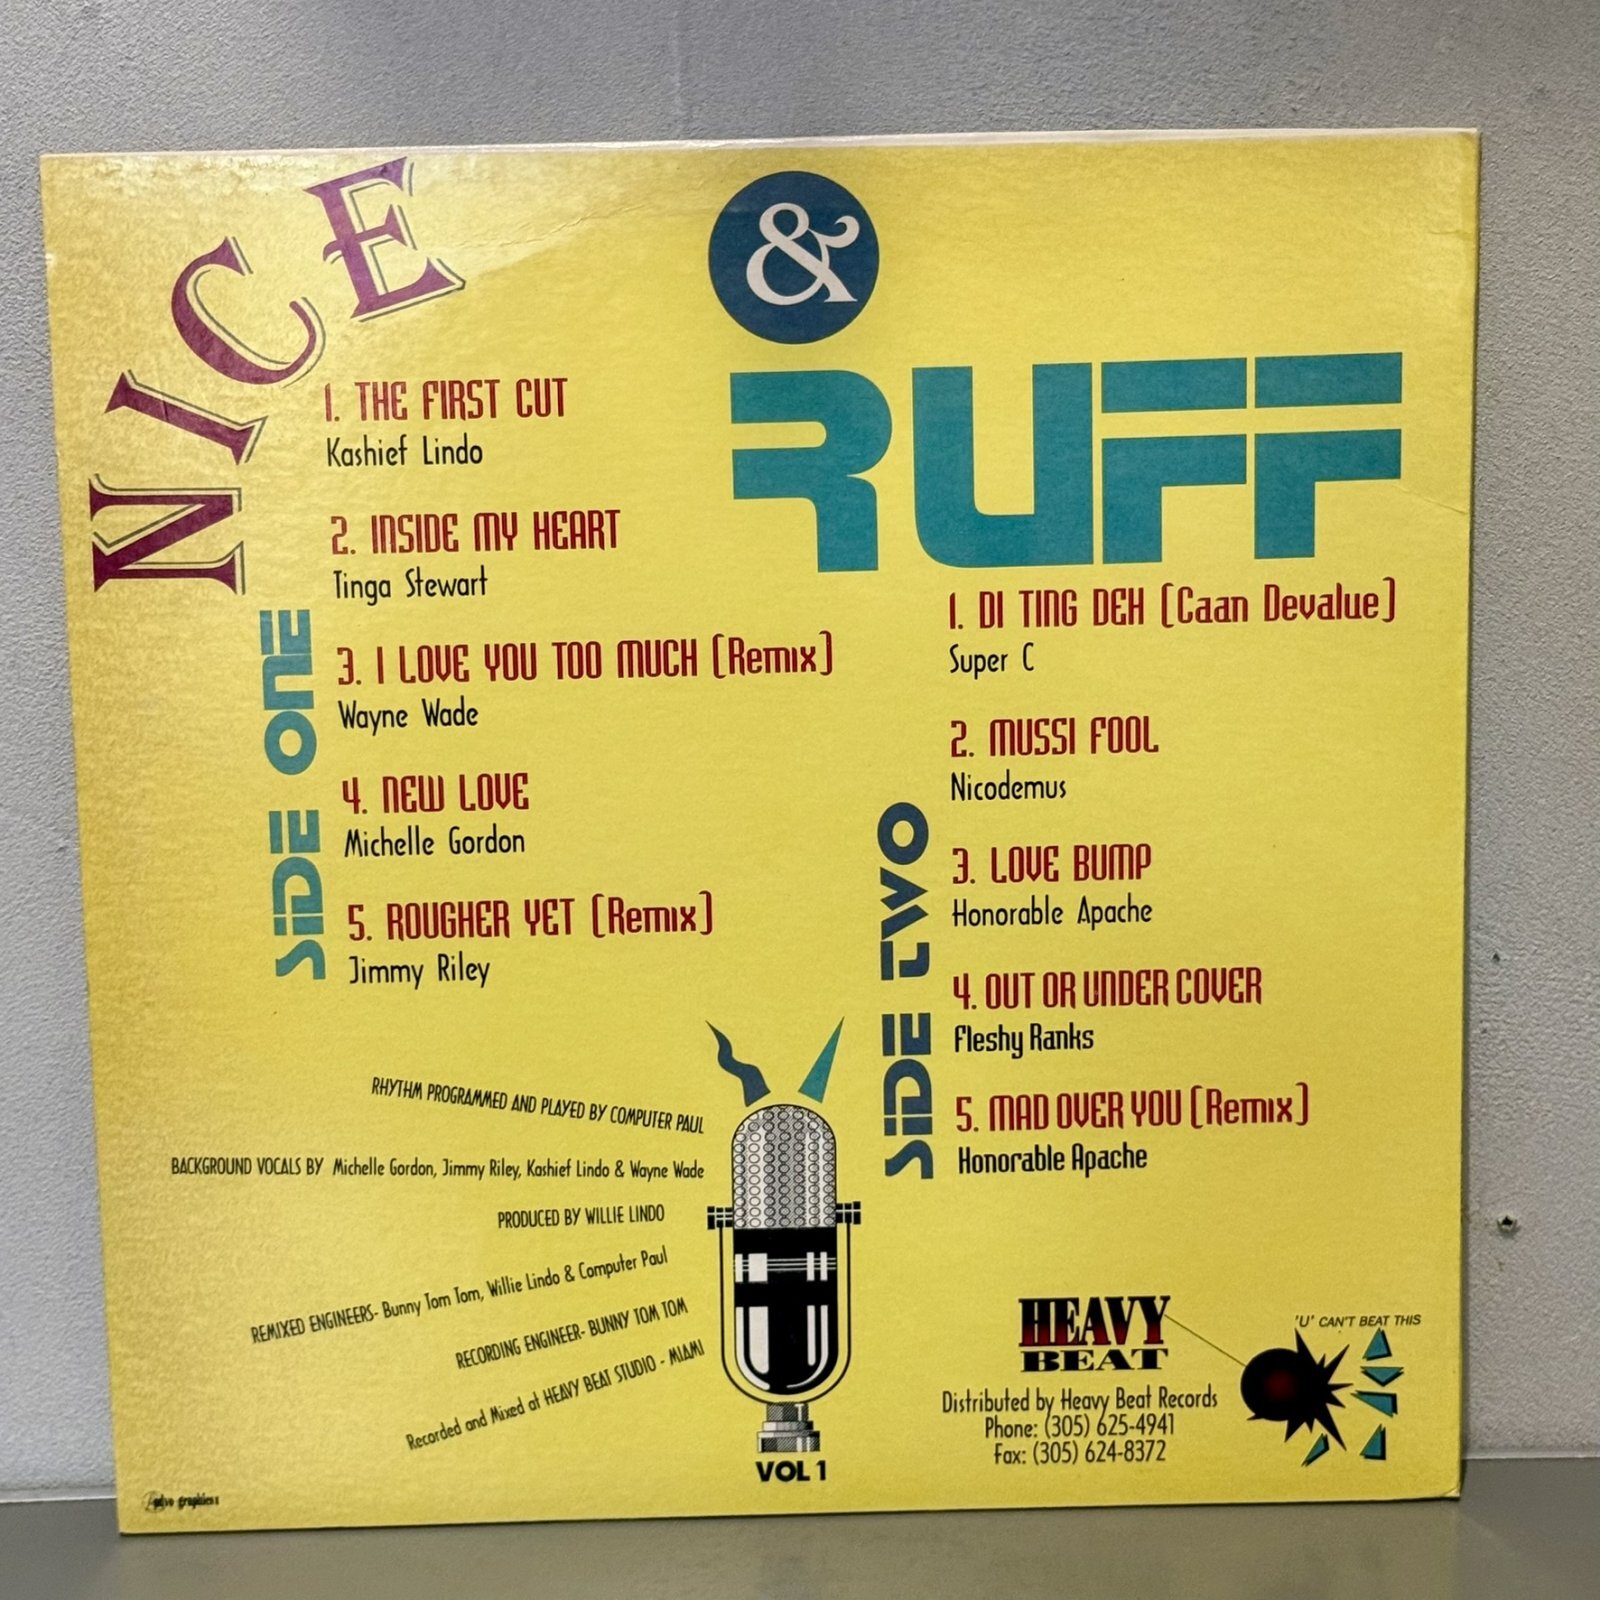 NICE
&
RUFF
SIDE ONE
1. THE FIRST CUT
Kashief Lindo
2. INSIDE MY HEART
Tinga Stewart
3. I LOVE YOU TOO MUCH (Remix)
Wayne Wade
4. NEW LOVE
Michelle Gordon
5. ROUGHER YET (Remix)
Jimmy Riley
SIDE TWO
1. DI TING DEH (Caan Devalue)
Super C
2. MUSSI FOOL
Nicodemus
3. LOVE BUMP
Honorable Apache
4. OUT OR UNDER COVER
Fleshy Ranks
5. MAD OVER YOU (Remix)
Honorable Apache
RHYTHM PROGRAMMED AND PLAYED BY COMPUTER PAUL
BACKGROUND VOCALS BY Michelle Gordon, Jimmy Riley, Kashief Lindo & Wayne Wade
PRODUCED BY WILLIE LINDO
REMIXED ENGINEERS- Bunny Tom Tom, Willie Lindo & Computer Paul
RECORDING ENGINEER- BUNNY TOM TOM
Recorded and Mixed at HEAVY BEAT STUDIO - MIAMI
VOL 1
HEAVY
BEAT
'U' CAN'T BEAT THIS
Distributed by Heavy Beat Records
Phone: (305) 625-4941
Fax: (305) 624-8372